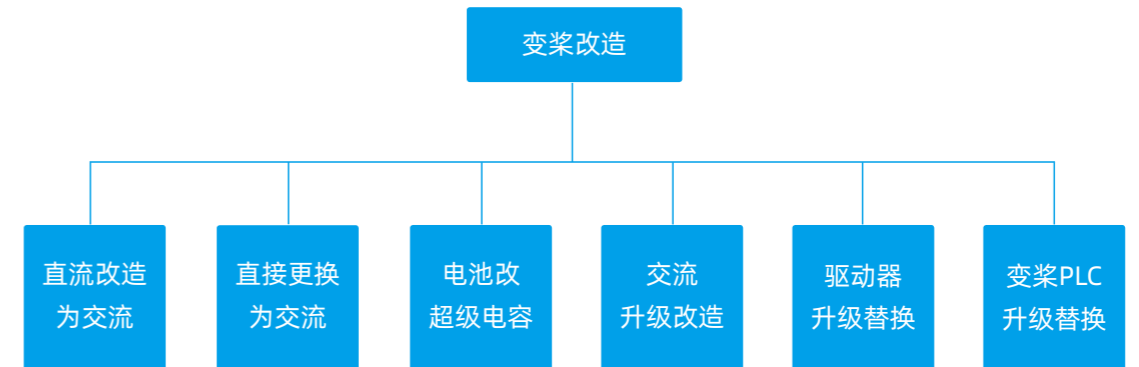 变桨改造
直流改造
为交流
直接更换
为交流
电池改
超级电容
交流
升级改造
驱动器
升级替换
变桨PLC
升级替换